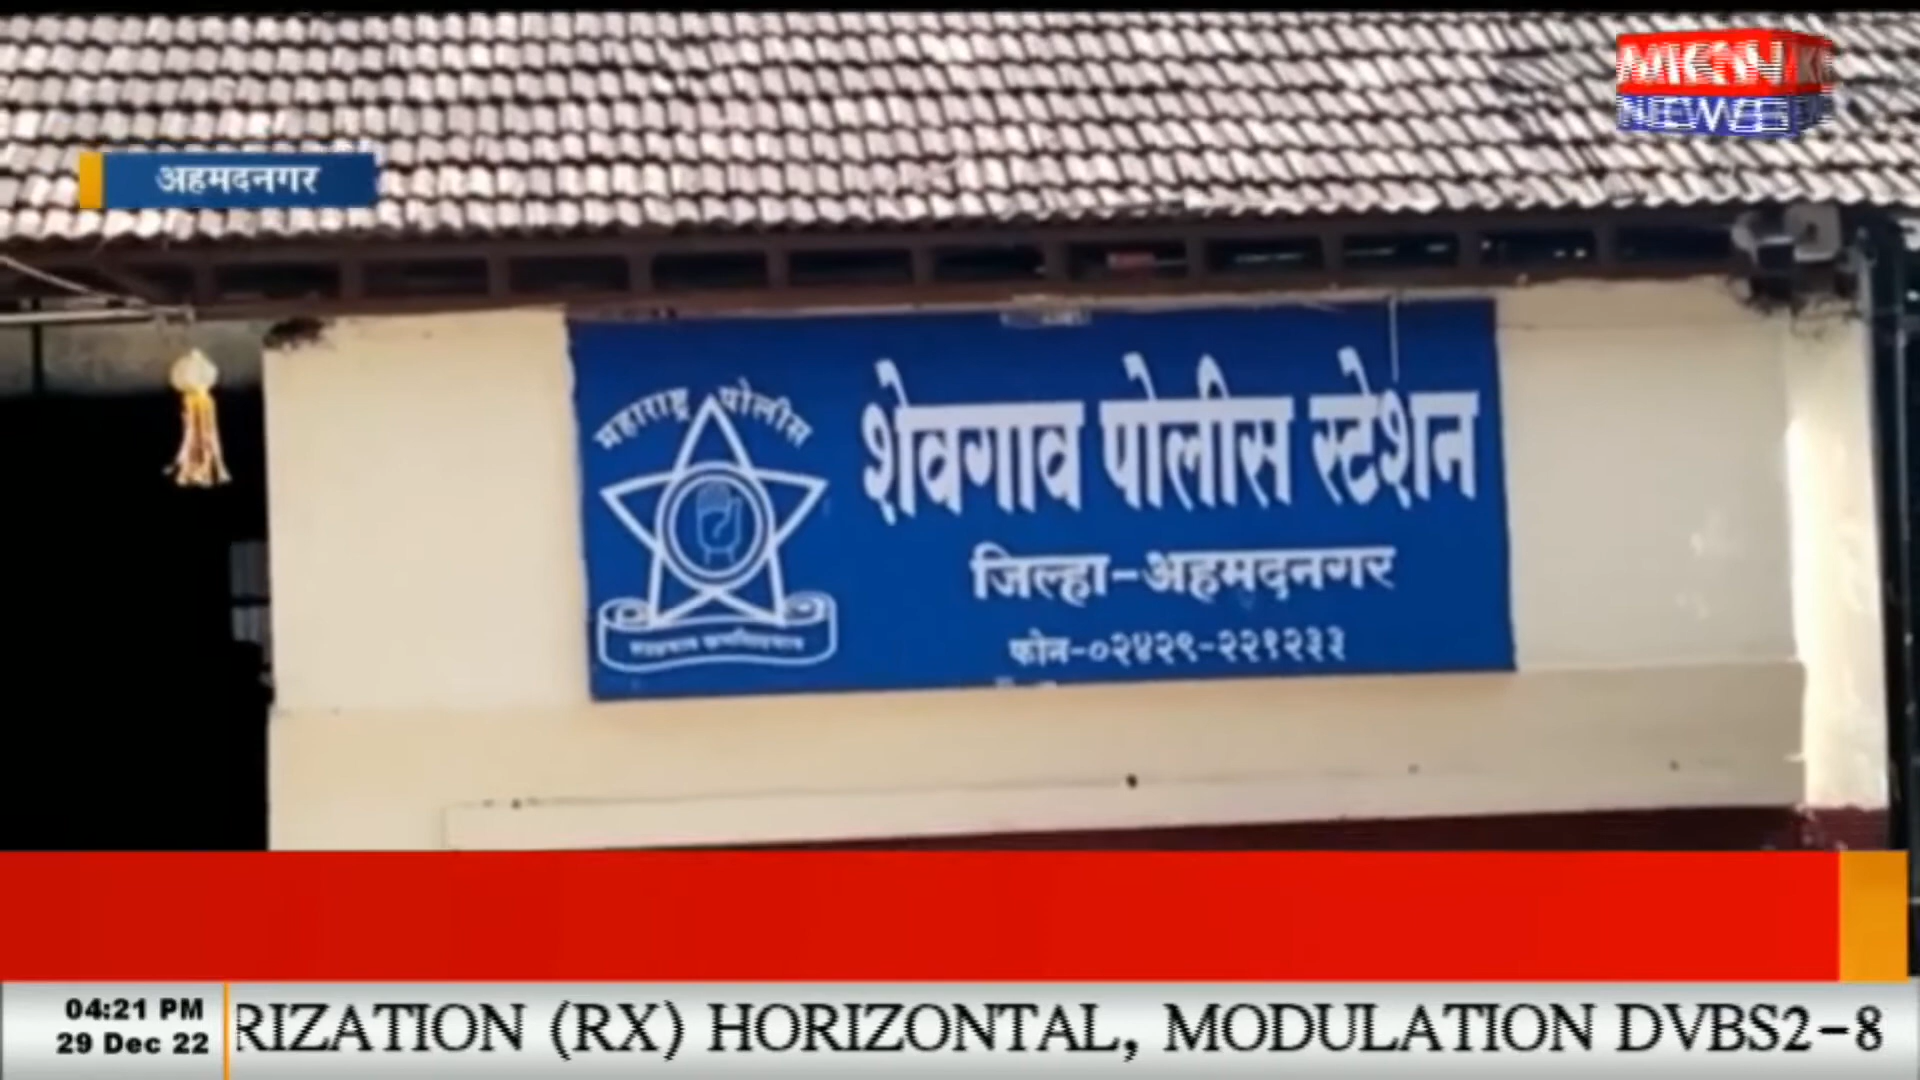 NEWS
अहमदनगर
महाराष्ट्र पोलीस
शेवगाव पोलीस स्टेशन
जिल्हा-अहमदनगर
फोन-०२४२९-२२१२३३
04:21 PM
29 Dec 22
RIZATION (RX) HORIZONTAL, MODULATION DVBS2-8